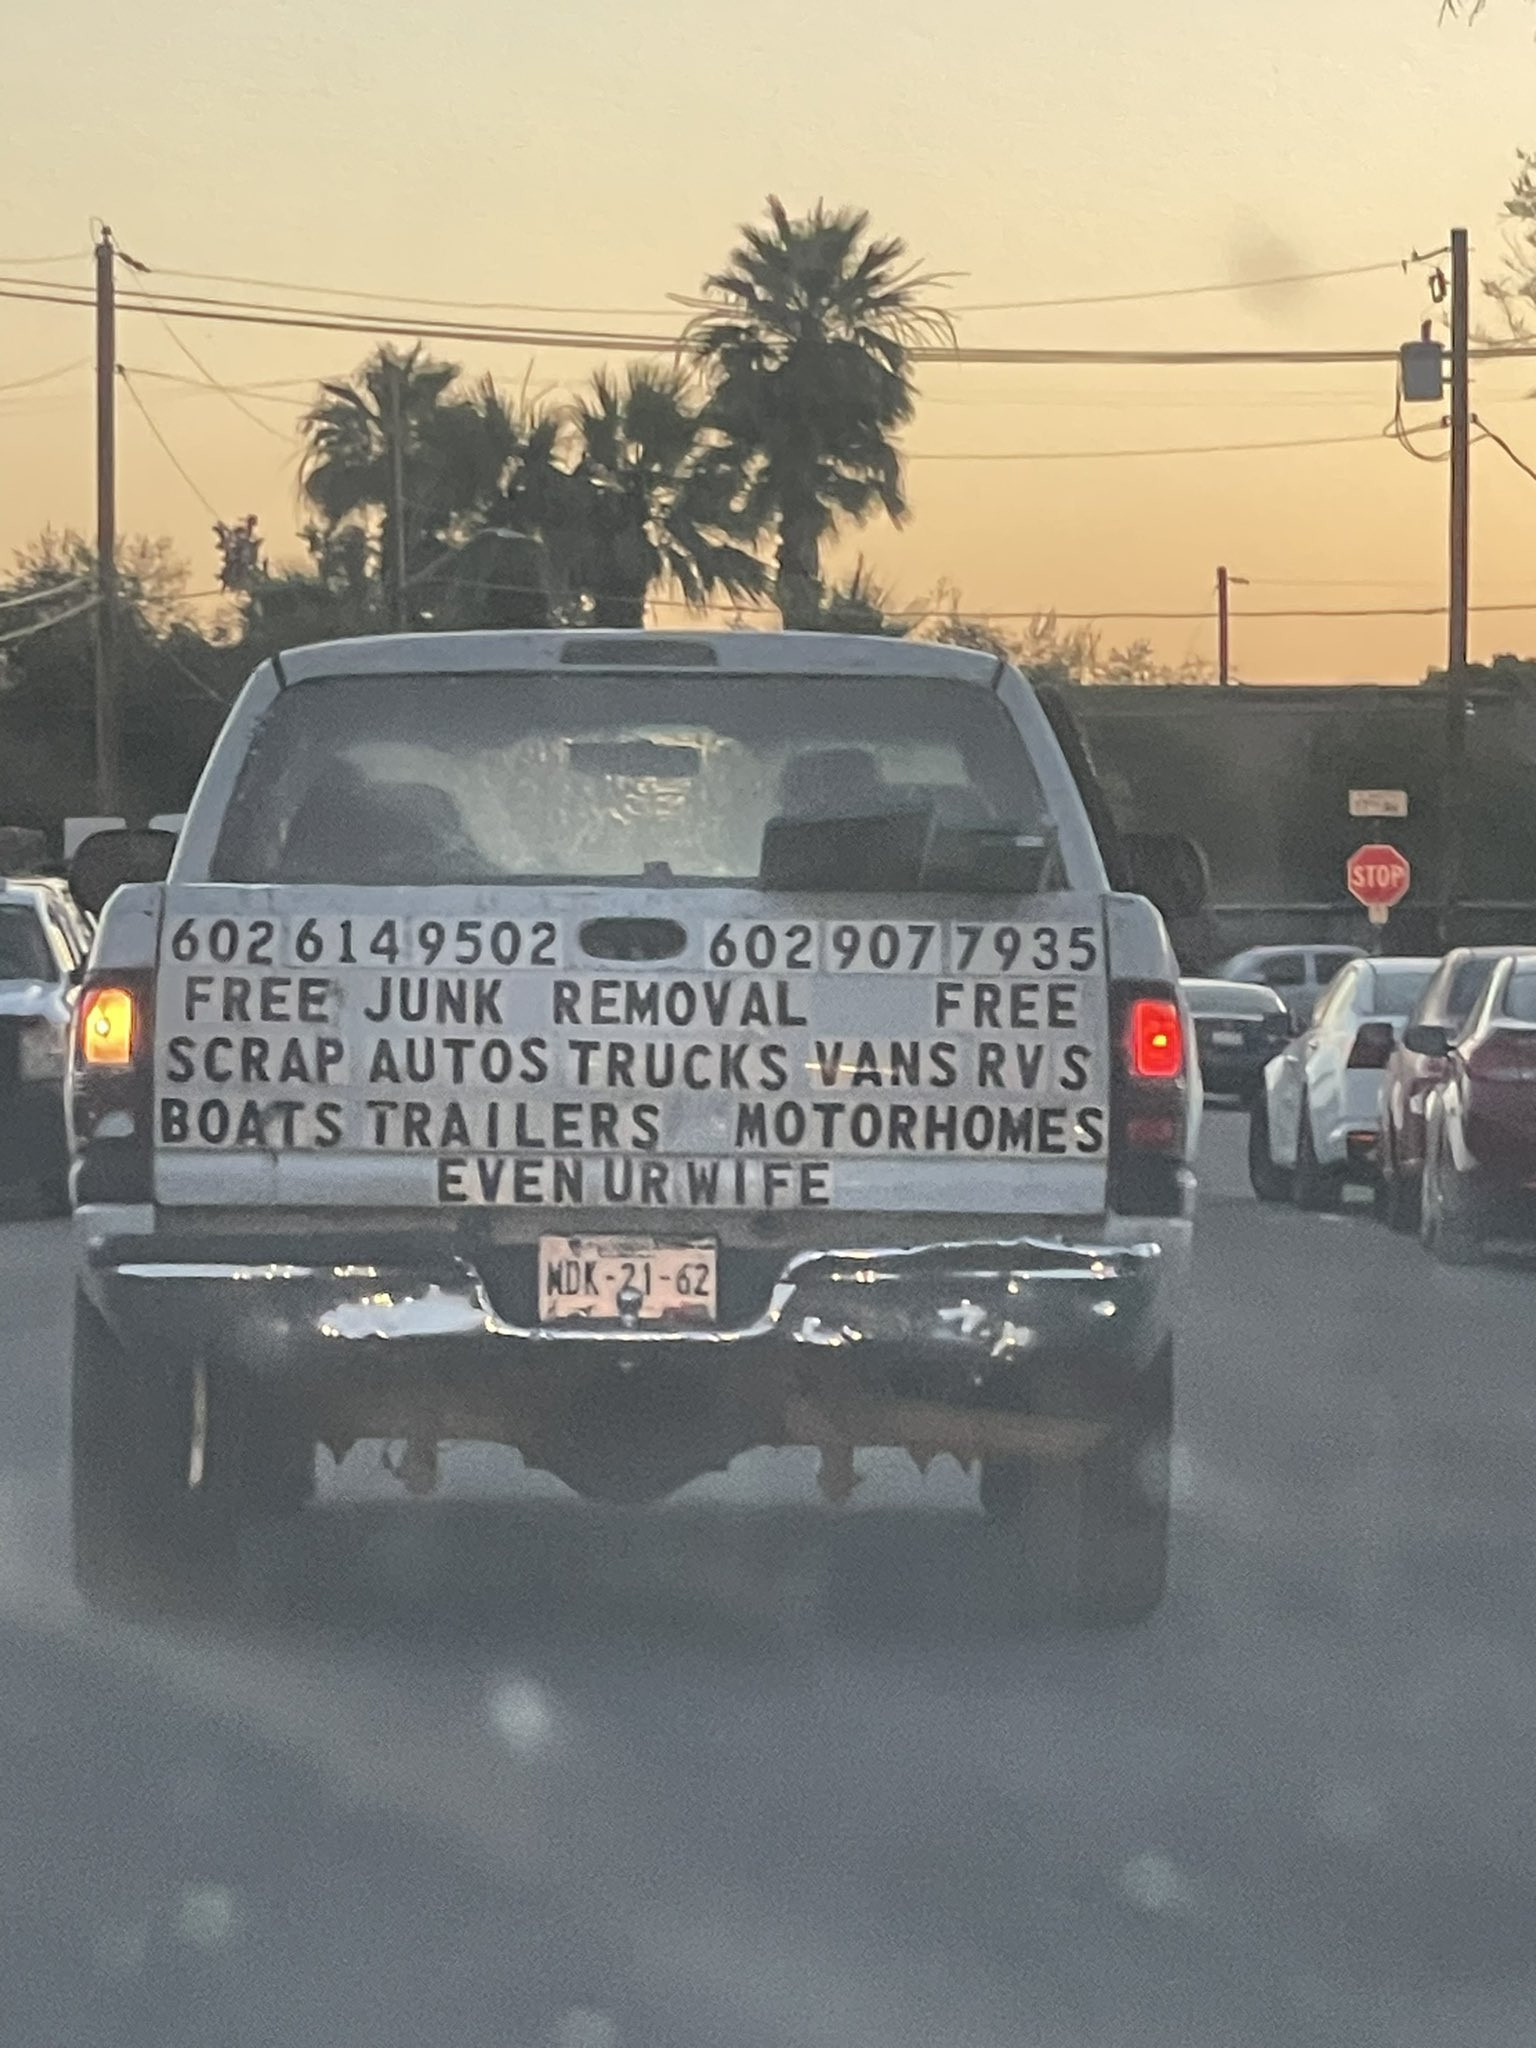 602 614 9502 602 907 7935
FREE JUNK REMOVAL FREE
SCRAP AUTOS TRUCKS VANS RVS
BOATS TRAILERS MOTORHOMES
EVEN UR WIFE
MDK-21-62
STOP